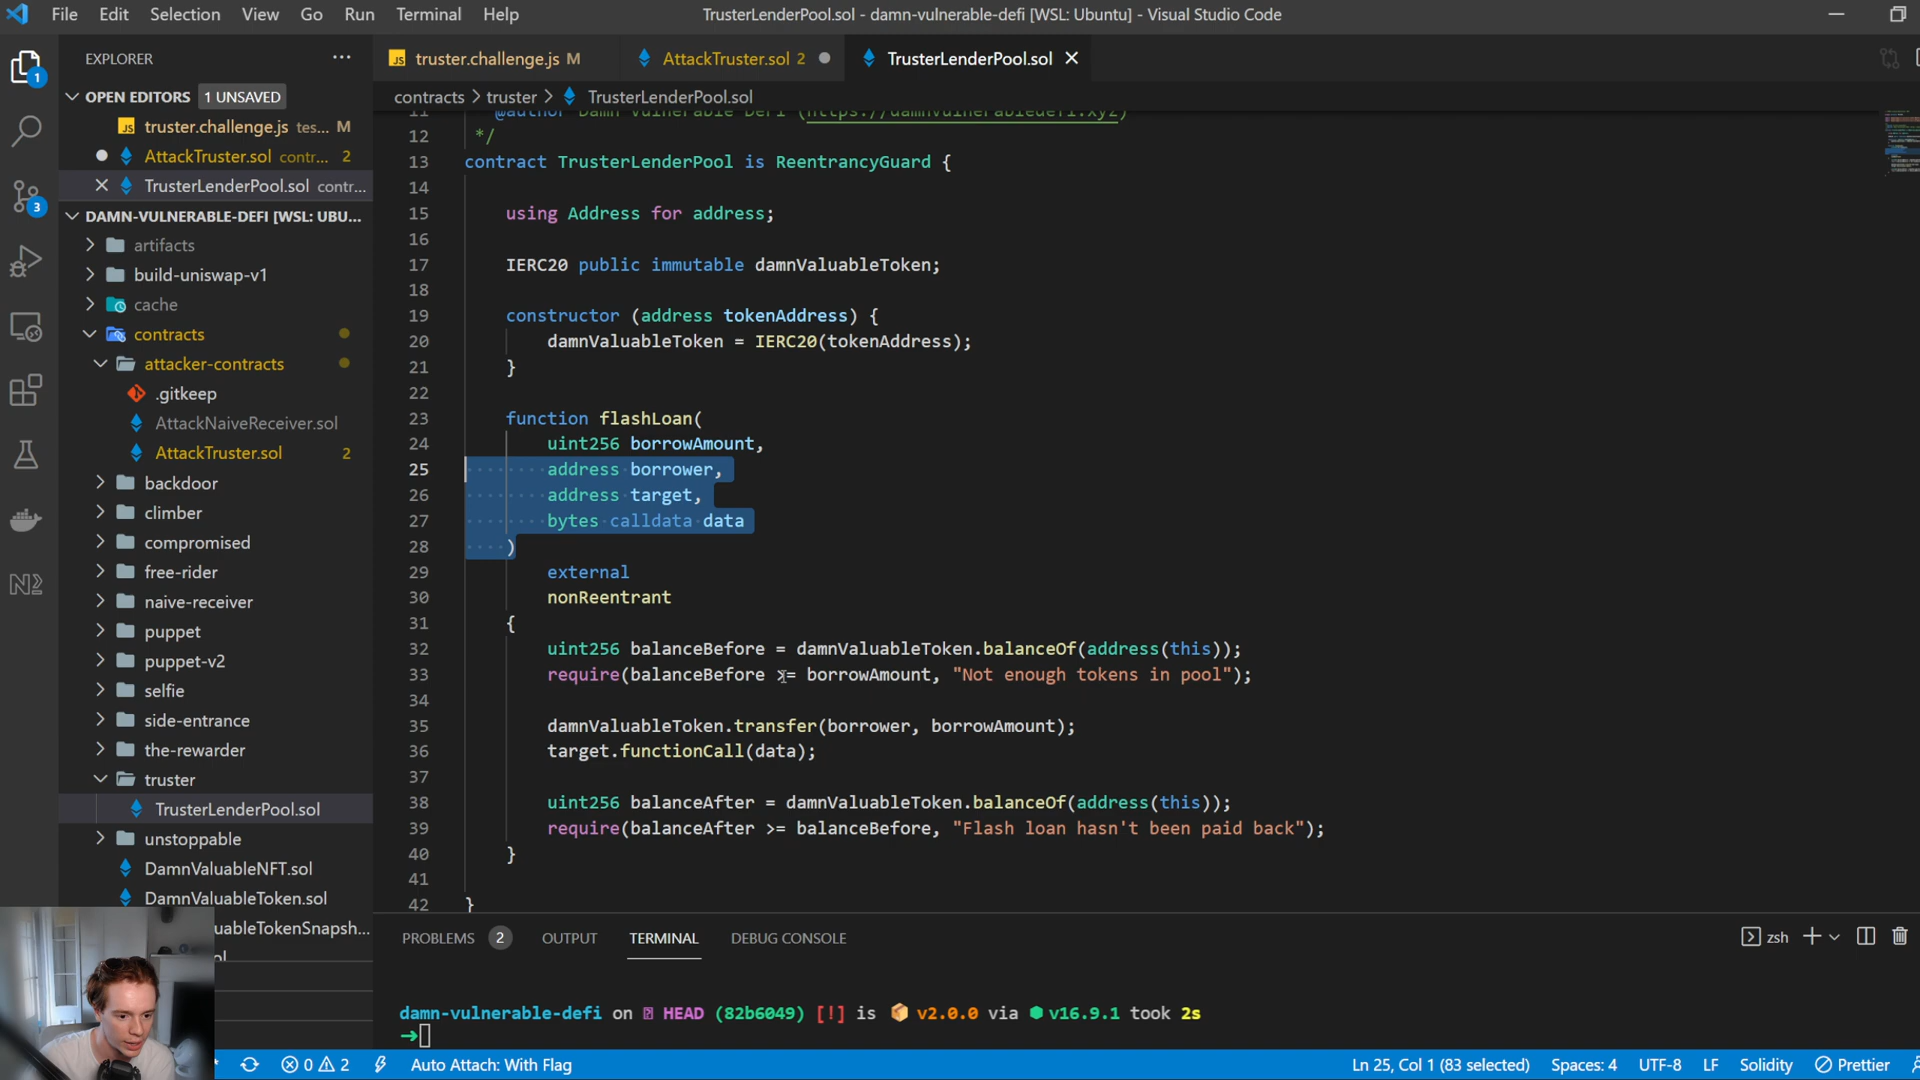 File Edit Selection View Go Run Terminal Help
TrusterLenderPool.sol - damn-vulnerable-defi [WSL: Ubuntu] - Visual Studio Code
EXPLORER
truster.challenge.js M
AttackTruster.sol 2
TrusterLenderPool.sol
OPEN EDITORS 1 UNSAVED
contracts > truster > TrusterLenderPool.sol
truster.challenge.js tes... M
AttackTruster.sol contr... 2
TrusterLenderPool.sol contr...
DAMN-VULNERABLE-DEFI [WSL: UBU...
artifacts
build-uniswap-v1
cache
contracts
attacker-contracts
.gitkeep
AttackNaiveReceiver.sol
AttackTruster.sol 2
backdoor
climber
compromised
free-rider
naive-receiver
puppet
puppet-v2
selfie
side-entrance
the-rewarder
truster
TrusterLenderPool.sol
unstoppable
DamnValuableNFT.sol
DamnValuableToken.sol
uableTokenSnapsh...
ol
1
3
11 @author Damn Vulnerable DeFi (https://damnvulnerabledefi.xyz)
12 */
13 contract TrusterLenderPool is ReentrancyGuard {
14
15 using Address for address;
16
17 IERC20 public immutable damnValuableToken;
18
19 constructor (address tokenAddress) {
20 damnValuableToken = IERC20(tokenAddress);
21 }
22
23 function flashLoan(
24 uint256 borrowAmount,
25 address borrower,
26 address target,
27 bytes calldata data
28 )
29 external
30 nonReentrant
31 {
32 uint256 balanceBefore = damnValuableToken.balanceOf(address(this));
33 require(balanceBefore >= borrowAmount, "Not enough tokens in pool");
34
35 damnValuableToken.transfer(borrower, borrowAmount);
36 target.functionCall(data);
37
38 uint256 balanceAfter = damnValuableToken.balanceOf(address(this));
39 require(balanceAfter >= balanceBefore, "Flash loan hasn't been paid back");
40 }
41
42 }
PROBLEMS 2 OUTPUT TERMINAL DEBUG CONSOLE
zsh
damn-vulnerable-defi on HEAD (82b6049) [!] is v2.0.0 via v16.9.1 took 2s
→
0 2 Auto Attach: With Flag
Ln 25, Col 1 (83 selected) Spaces: 4 UTF-8 LF Solidity Prettier